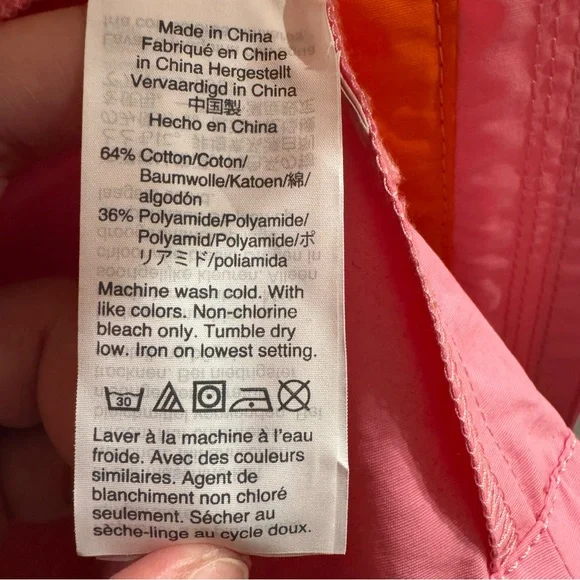 Made in China
Fabriqué en Chine
in China Hergestellt
Vervaardigd in China
中国製
Hecho en China
64% Cotton/Coton/
Baumwolle/Katoen/綿/
algodón
36% Polyamide/Polyamide/
Polyamid/Polyamide/ポ
リアミド/poliamida
Machine wash cold. With
like colors. Non-chlorine
bleach only. Tumble dry
low. Iron on lowest setting.
30
Laver à la machine à l'eau
froide. Avec des couleurs
similaires. Agent de
blanchiment non chloré
seulement. Sécher au
sèche-linge au cycle doux.